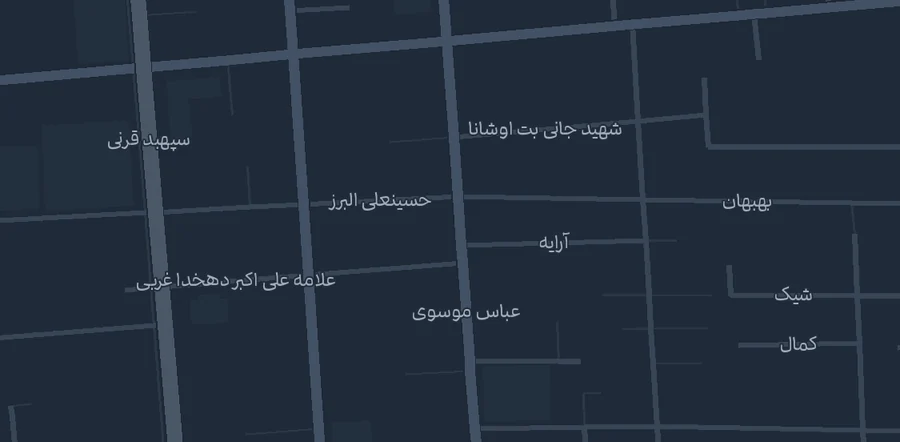 شهید جانی بت اوشانا
سپهبد قرنی
حسینعلی البرز
بهبهان
آرایه
علامه علی اکبر دهخدا غربی
شیک
عباس موسوی
کمال